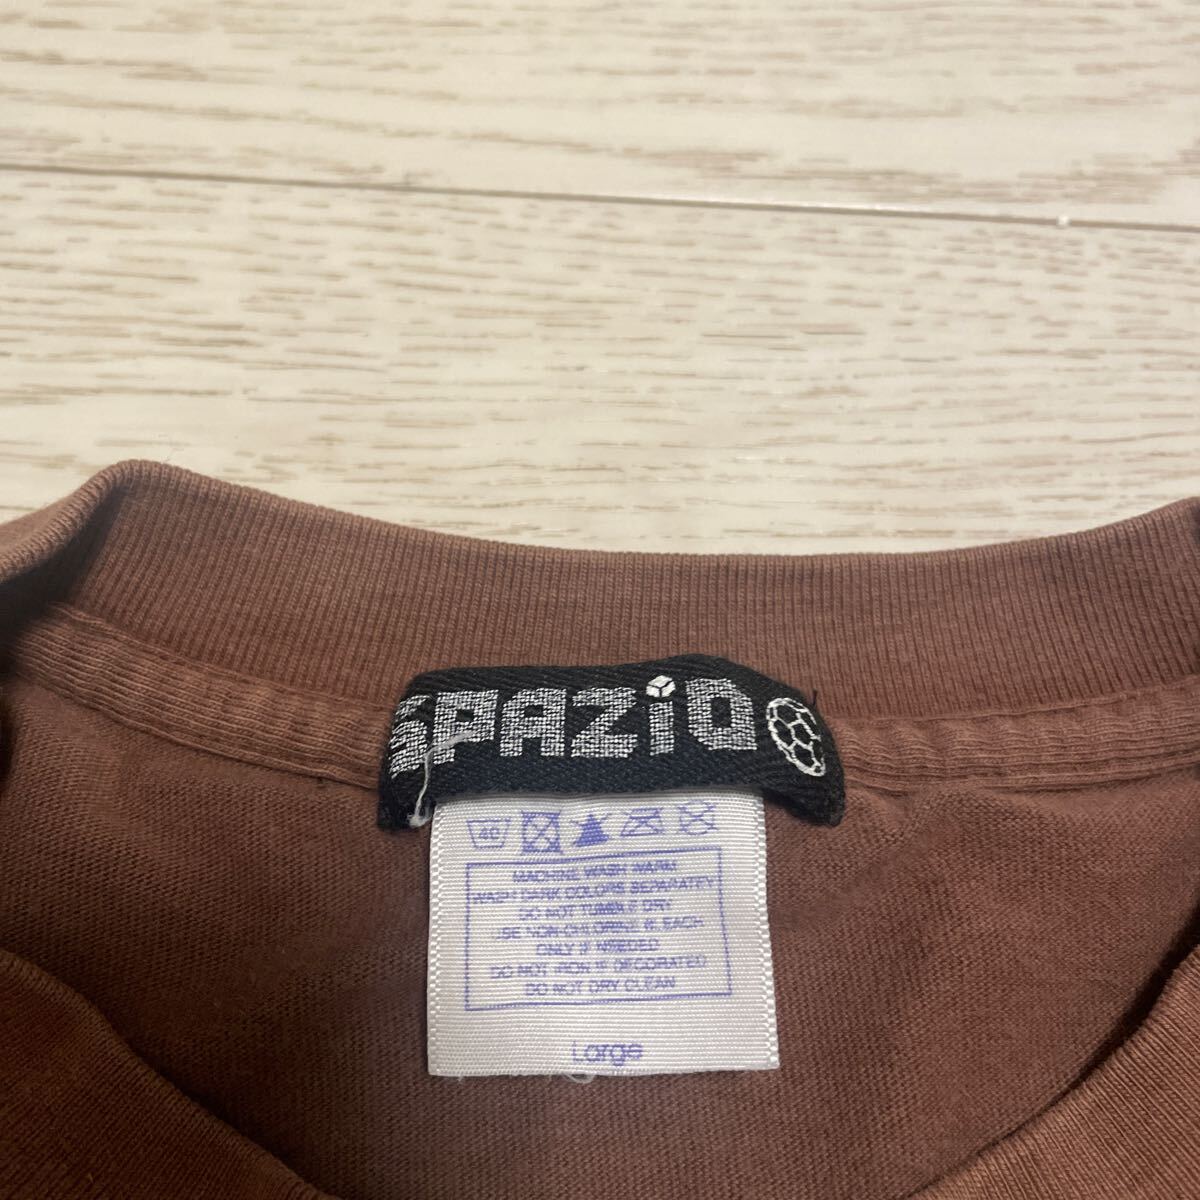 SPAZiO
40
MACHINE WASH WARM
WASH DARK COLORS SEPARATEY
DO NOT TUMBLE DRY
USE NON-CHLORINE BLEACH
ONLY IF NEEDED
DO NOT IRON IF DECORATED
DO NOT DRY CLEAN
Large